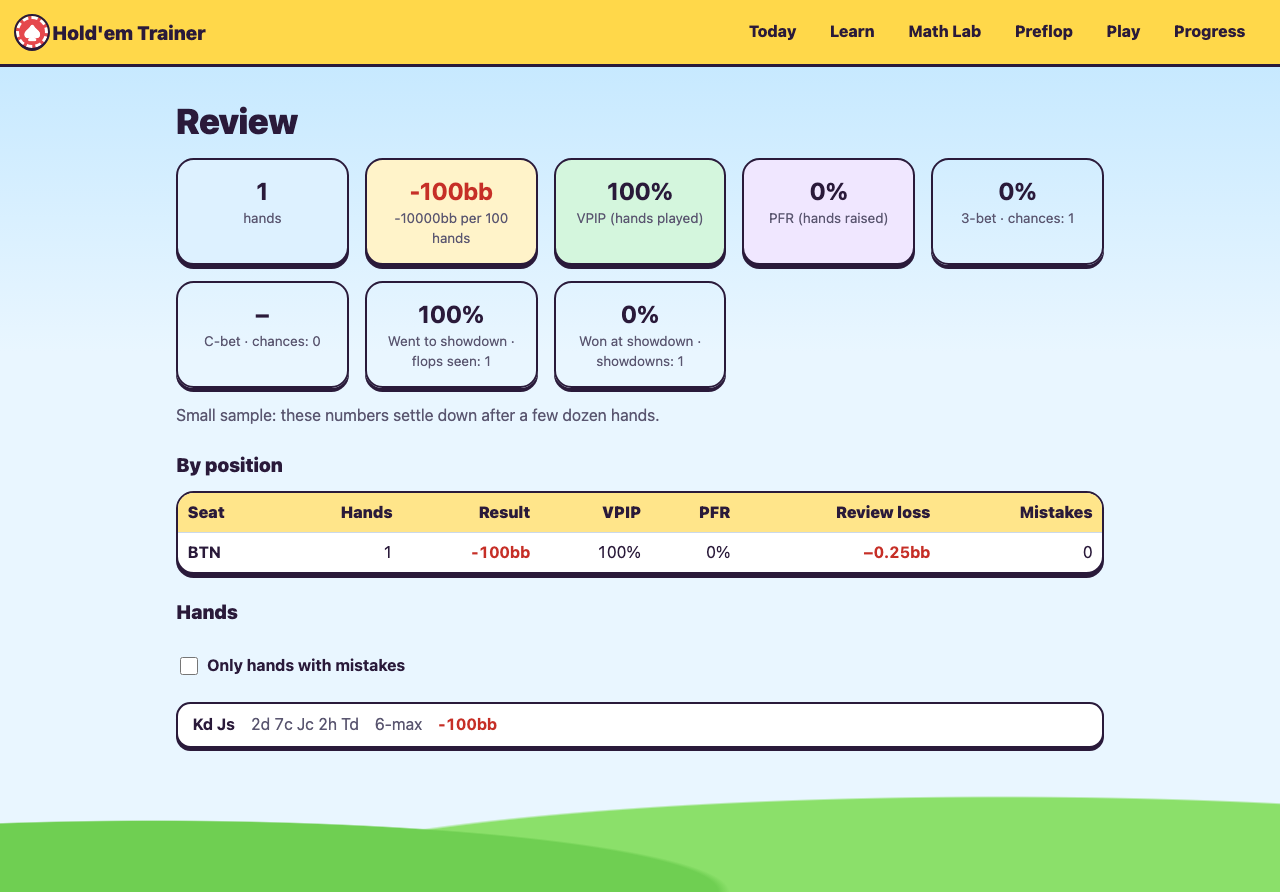 Hold'em Trainer
Today Learn Math Lab Preflop Play Progress
Review
1
hands
-100bb
-10000bb per 100
hands
100%
VPIP (hands played)
0%
PFR (hands raised)
0%
3-bet · chances: 1
–
C-bet · chances: 0
100%
Went to showdown ·
flops seen: 1
0%
Won at showdown ·
showdowns: 1
Small sample: these numbers settle down after a few dozen hands.
By position
Seat Hands Result VPIP PFR Review loss Mistakes
BTN 1 -100bb 100% 0% −0.25bb 0
Hands
Only hands with mistakes
Kd Js 2d 7c Jc 2h Td 6-max -100bb